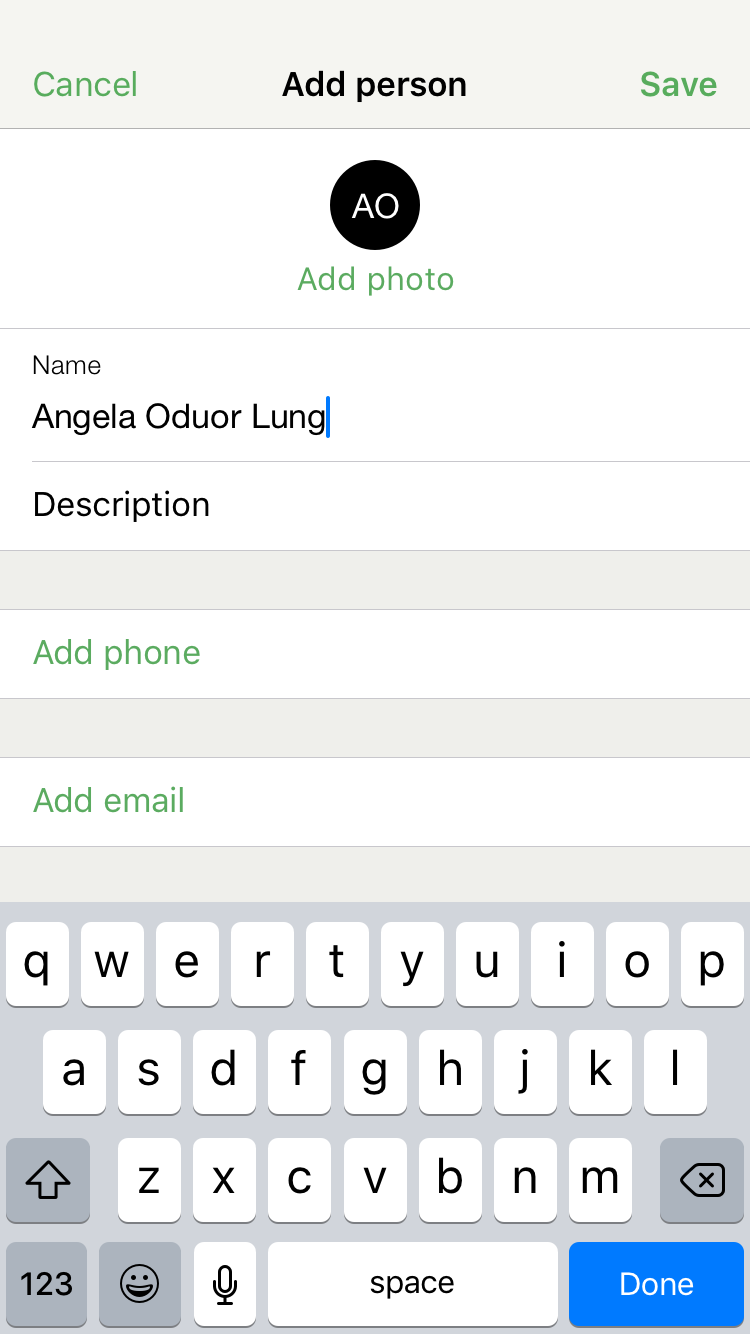 Cancel Add person Save
AO
Add photo
Name
Angela Oduor Lung
Description
Add phone
Add email
q w e r t y u i o p
a s d f g h j k l
z x c v b n m
123 space Done